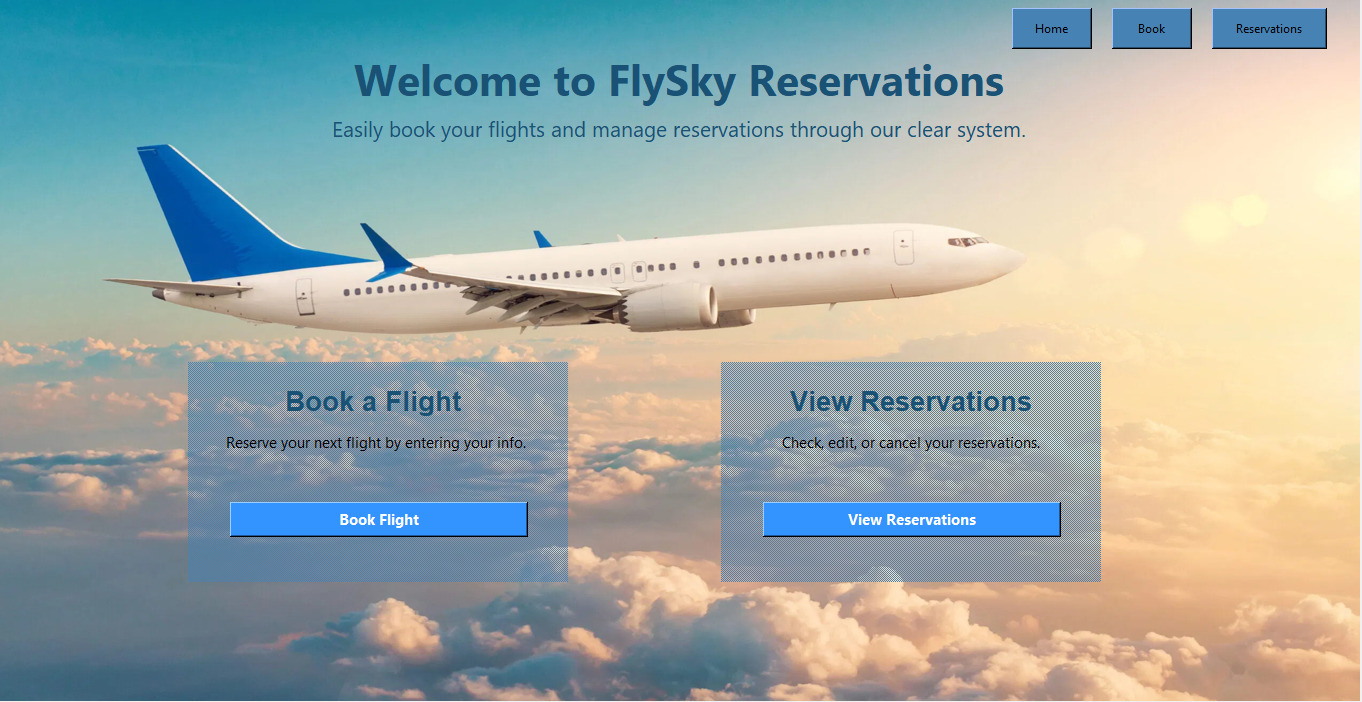 Home Book Reservations
Welcome to FlySky Reservations
Easily book your flights and manage reservations through our clear system.
Book a Flight
Reserve your next flight by entering your info.
Book Flight
View Reservations
Check, edit, or cancel your reservations.
View Reservations